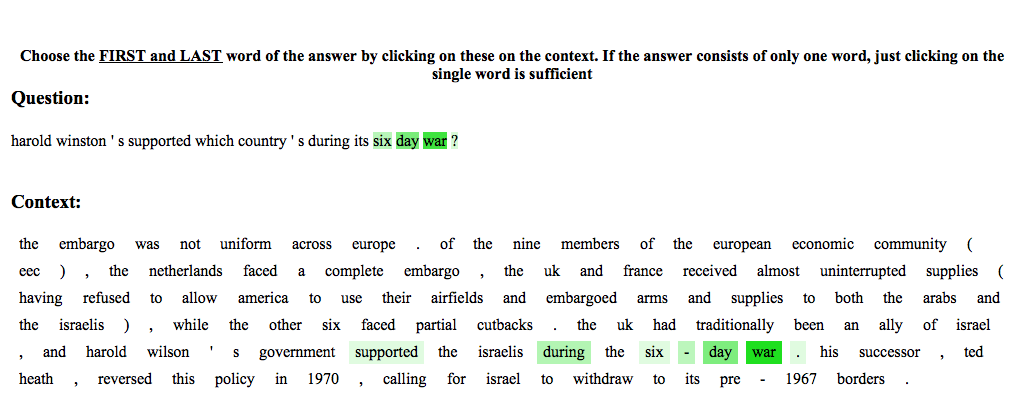 Choose the FIRST and LAST word of the answer by clicking on these on the context. If the answer consists of only one word, just clicking on the
single word is sufficient
Question:
harold winston ' s supported which country ' s during its six day war ?
Context:
the embargo was not uniform across europe . of the nine members of the european economic community (
eec ) , the netherlands faced a complete embargo , the uk and france received almost uninterrupted supplies (
having refused to allow america to use their airfields and embargoed arms and supplies to both the arabs and
the israelis ) , while the other six faced partial cutbacks . the uk had traditionally been an ally of israel
, and harold wilson ' s government supported the israelis during the six - day war . his successor , ted
heath , reversed this policy in 1970 , calling for israel to withdraw to its pre - 1967 borders .